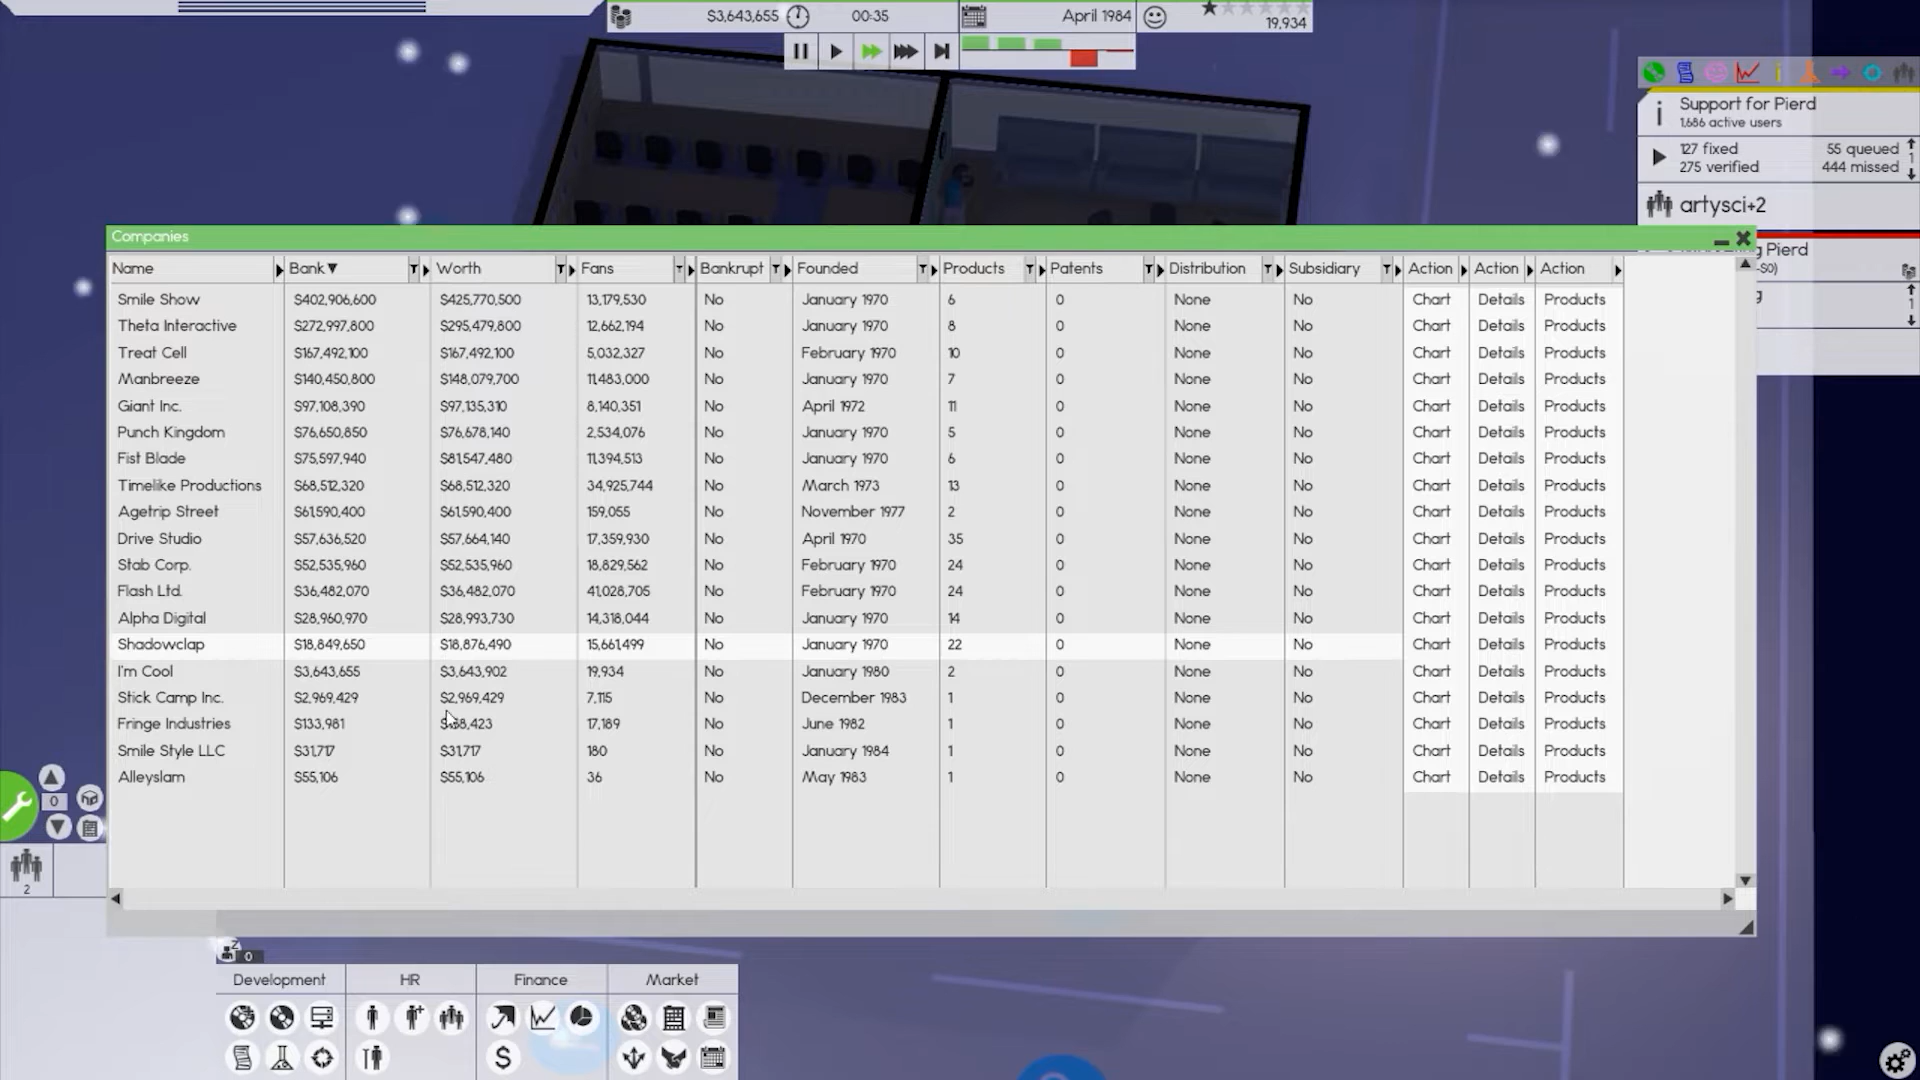 $3,643,655 00:35 April 1984 19,934
Support for Pierd
1,686 active users
127 fixed 55 queued
275 verified 444 missed
1
artysci+2
g Pierd
-S0)
g
1
Companies
Name Bank▼ Worth Fans Bankrupt Founded Products Patents Distribution Subsidiary Action Action Action
Smile Show $402,906,600 $425,770,500 13,179,530 No January 1970 6 0 None No Chart Details Products
Theta Interactive $272,997,800 $295,479,800 12,662,194 No January 1970 8 0 None No Chart Details Products
Treat Cell $167,492,100 $167,492,100 5,032,327 No February 1970 10 0 None No Chart Details Products
Manbreeze $140,450,800 $148,079,700 11,483,000 No January 1970 7 0 None No Chart Details Products
Giant Inc. $97,108,390 $97,135,310 8,140,351 No April 1972 11 0 None No Chart Details Products
Punch Kingdom $76,650,850 $76,678,140 2,534,076 No January 1970 5 0 None No Chart Details Products
Fist Blade $75,597,940 $81,547,480 11,394,513 No January 1970 6 0 None No Chart Details Products
Timelike Productions $68,512,320 $68,512,320 34,925,744 No March 1973 13 0 None No Chart Details Products
Agetrip Street $61,590,400 $61,590,400 159,055 No November 1977 2 0 None No Chart Details Products
Drive Studio $57,636,520 $57,664,140 17,359,930 No April 1970 35 0 None No Chart Details Products
Stab Corp. $52,535,960 $52,535,960 18,829,562 No February 1970 24 0 None No Chart Details Products
Flash Ltd. $36,482,070 $36,482,070 41,028,705 No February 1970 24 0 None No Chart Details Products
Alpha Digital $28,960,970 $28,993,730 14,318,044 No January 1970 14 0 None No Chart Details Products
Shadowclap $18,849,650 $18,876,490 15,661,499 No January 1970 22 0 None No Chart Details Products
I'm Cool $3,643,655 $3,643,902 19,934 No January 1980 2 0 None No Chart Details Products
Stick Camp Inc. $2,969,429 $2,969,429 7,115 No December 1983 1 0 None No Chart Details Products
Fringe Industries $133,981 8,423 17,189 No June 1982 1 0 None No Chart Details Products
Smile Style LLC $31,717 $31,717 180 No January 1984 1 0 None No Chart Details Products
Alleyslam $55,106 $55,106 36 No May 1983 1 0 None No Chart Details Products
0
2
z
0
Development HR Finance Market